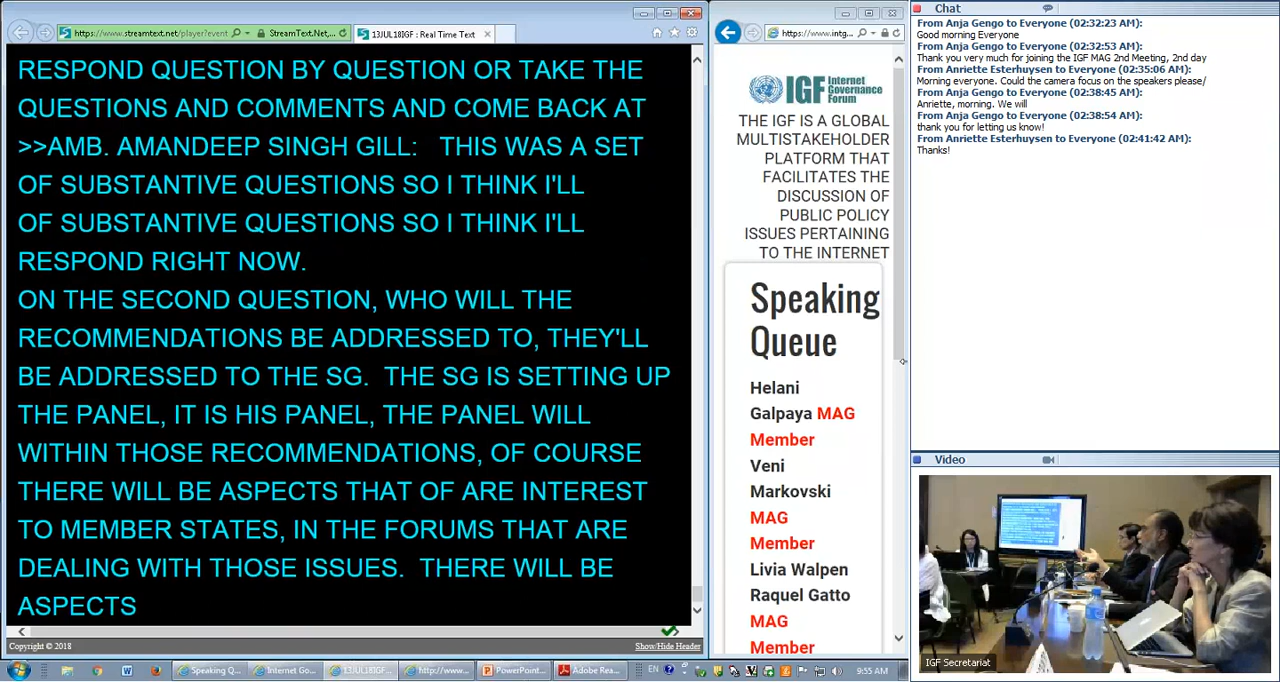 https://www.streamtext.net/player?event
StreamText.Net,...
13JUL18IGF : Real Time Text
RESPOND QUESTION BY QUESTION OR TAKE THE
QUESTIONS AND COMMENTS AND COME BACK AT
>>AMB. AMANDEEP SINGH GILL:   THIS WAS A SET
OF SUBSTANTIVE QUESTIONS SO I THINK I'LL
OF SUBSTANTIVE QUESTIONS SO I THINK I'LL
RESPOND RIGHT NOW.
ON THE SECOND QUESTION, WHO WILL THE
RECOMMENDATIONS BE ADDRESSED TO, THEY'LL
BE ADDRESSED TO THE SG.  THE SG IS SETTING UP
THE PANEL, IT IS HIS PANEL, THE PANEL WILL
WITHIN THOSE RECOMMENDATIONS, OF COURSE
THERE WILL BE ASPECTS THAT OF ARE INTEREST
TO MEMBER STATES, IN THE FORUMS THAT ARE
DEALING WITH THOSE ISSUES.  THERE WILL BE
ASPECTS
Copyright © 2018
Show/Hide Header
https://www.intg
IGF Internet
Governance
Forum
THE IGF IS A GLOBAL
MULTISTAKEHOLDER
PLATFORM THAT
FACILITATES THE
DISCUSSION OF
PUBLIC POLICY
ISSUES PERTAINING
TO THE INTERNET
Speaking
Queue
Helani
Galpaya MAG
Member
Veni
Markovski
MAG
Member
Livia Walpen
Raquel Gatto
MAG
Member
Chat
From Anja Gengo to Everyone (02:32:23 AM):
Good morning Everyone
From Anja Gengo to Everyone (02:32:53 AM):
Thank you very much for joining the IGF MAG 2nd Meeting, 2nd day
From Anriette Esterhuysen to Everyone (02:35:06 AM):
Morning everyone. Could the camera focus on the speakers please/
From Anja Gengo to Everyone (02:38:45 AM):
Anriette, morning. We will
From Anja Gengo to Everyone (02:38:54 AM):
thank you for letting us know!
From Anriette Esterhuysen to Everyone (02:41:42 AM):
Thanks!
Video
IGF Secretariat
Speaking Q...
Internet Go...
13JUL18IGF...
http://www....
PowerPoint...
Adobe Rea...
EN
9:55 AM